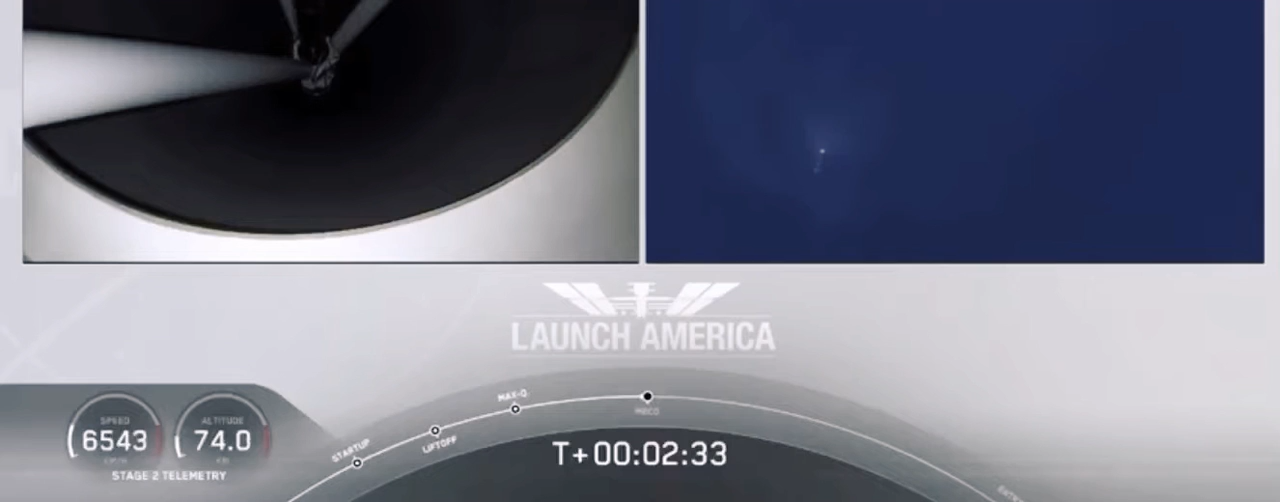 LAUNCH AMERICA
STARTUP
LIFTOFF
MAX-Q
MECO
T+00:02:33
SPEED
6543
ALTITUDE
74.0
STAGE 2 TELEMETRY